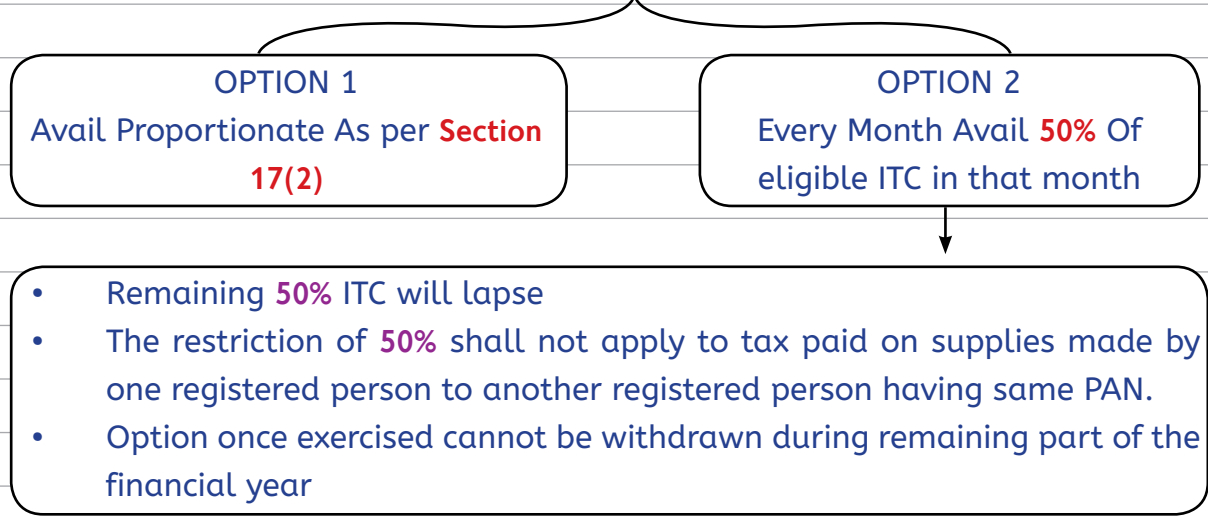 OPTION 1
Avail Proportionate As per Section
17(2)
OPTION 2
Every Month Avail 50% Of
eligible ITC in that month
• Remaining 50% ITC will lapse
• The restriction of 50% shall not apply to tax paid on supplies made by
one registered person to another registered person having same PAN.
• Option once exercised cannot be withdrawn during remaining part of the
financial year